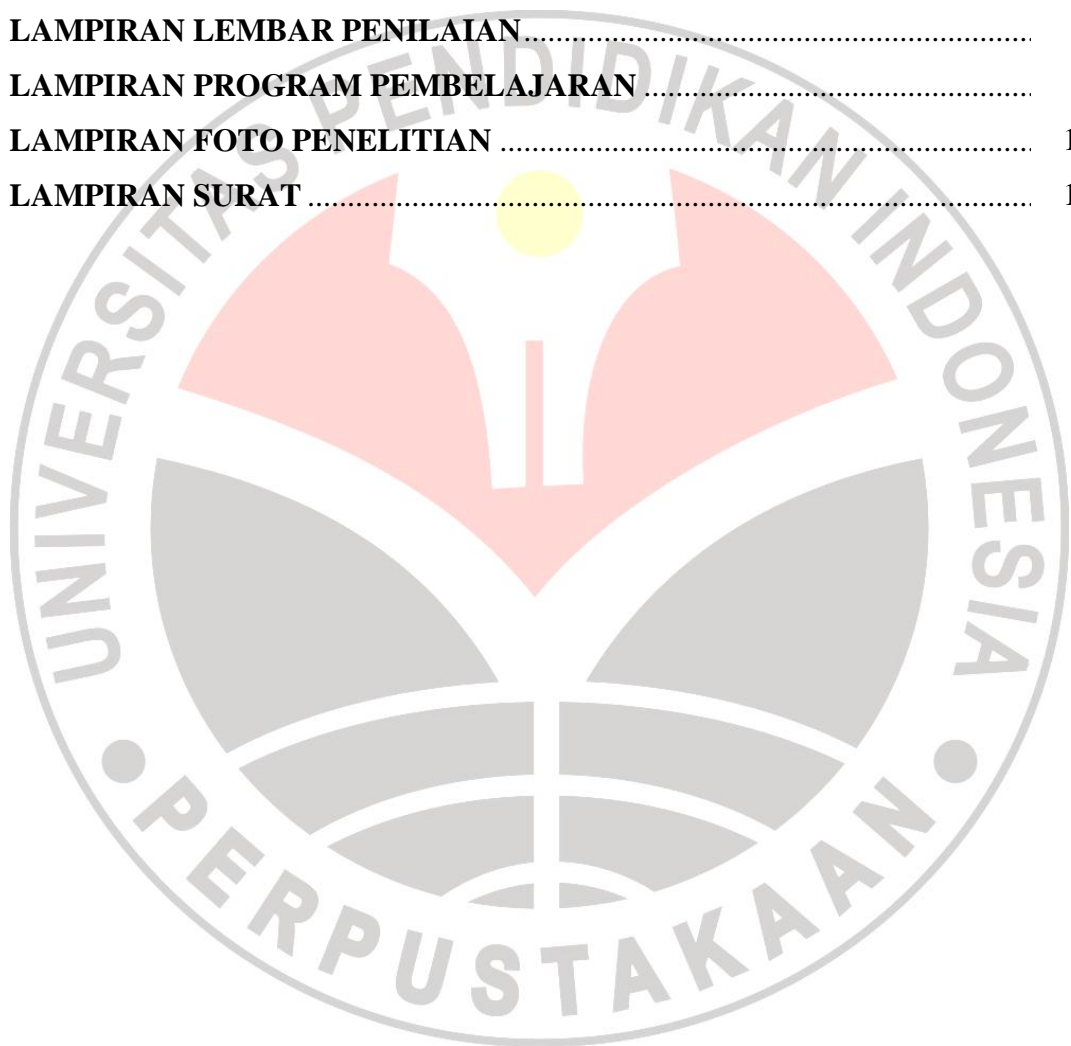 LAMPIRAN LEMBAR PENILAIAN
LAMPIRAN PROGRAM PEMBELAJARAN
LAMPIRAN FOTO PENELITIAN 1
LAMPIRAN SURAT 1
UNIVERSITAS PENDIDIKAN INDONESIA
PERPUSTAKAAN